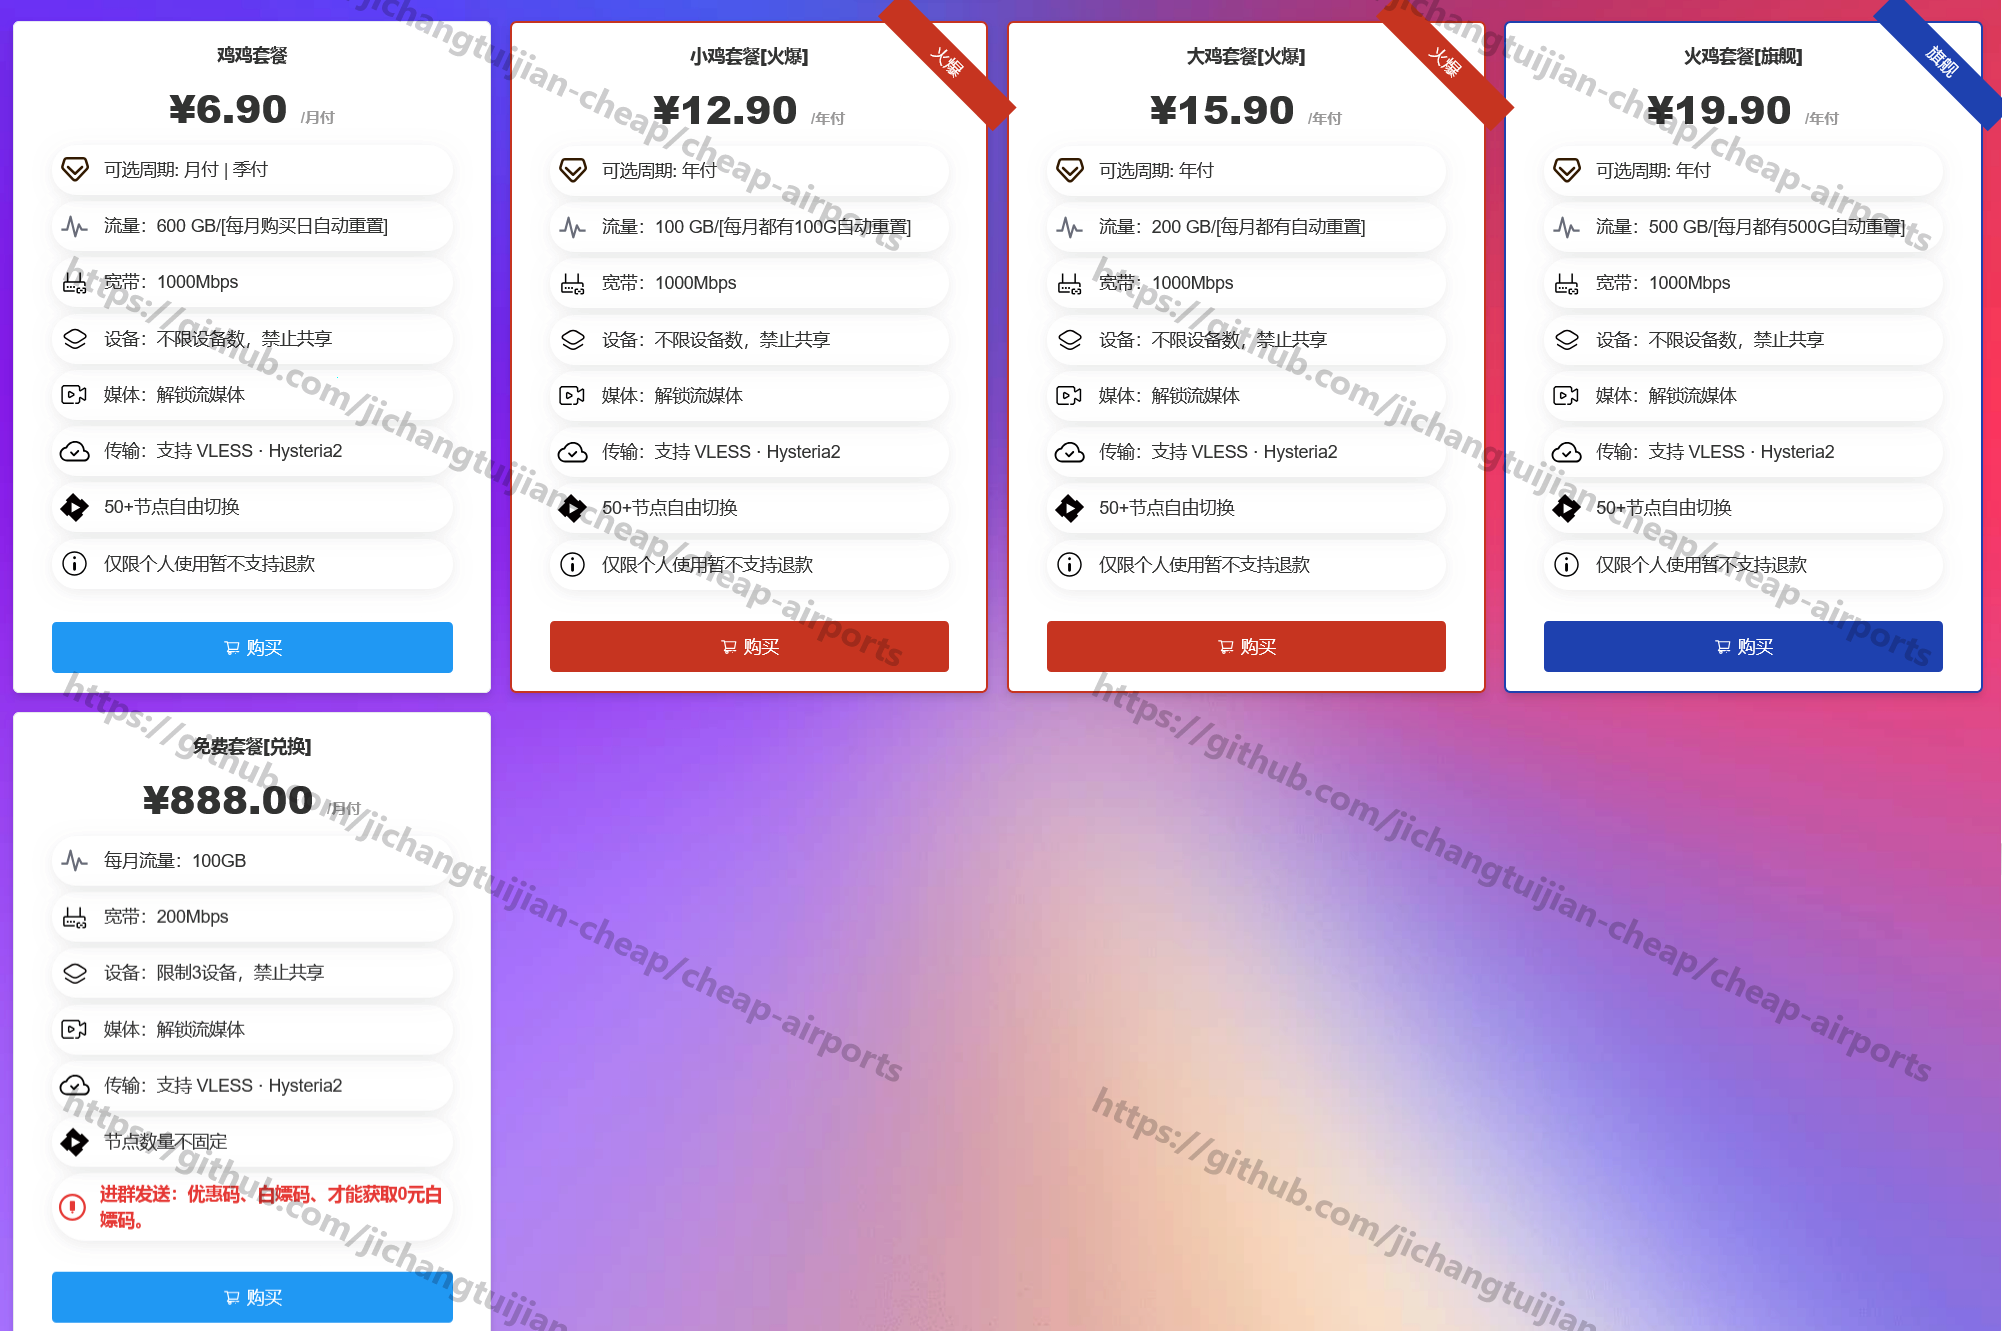 鸡鸡套餐
¥6.90 /月付
可选周期: 月付 | 季付
流量：600 GB/[每月购买日自动重置]
宽带：1000Mbps
设备：不限设备数，禁止共享
媒体：解锁流媒体
传输：支持 VLESS · Hysteria2
50+节点自由切换
仅限个人使用暂不支持退款
购买
小鸡套餐[火爆]
火爆
¥12.90 /年付
可选周期: 年付
流量：100 GB/[每月都有100G自动重置]
宽带：1000Mbps
设备：不限设备数，禁止共享
媒体：解锁流媒体
传输：支持 VLESS · Hysteria2
50+节点自由切换
仅限个人使用暂不支持退款
购买
大鸡套餐[火爆]
火爆
¥15.90 /年付
可选周期: 年付
流量：200 GB/[每月都有自动重置]
宽带：1000Mbps
设备：不限设备数，禁止共享
媒体：解锁流媒体
传输：支持 VLESS · Hysteria2
50+节点自由切换
仅限个人使用暂不支持退款
购买
火鸡套餐[旗舰]
旗舰
¥19.90 /年付
可选周期: 年付
流量：500 GB/[每月都有500G自动重置]
宽带：1000Mbps
设备：不限设备数，禁止共享
媒体：解锁流媒体
传输：支持 VLESS · Hysteria2
50+节点自由切换
仅限个人使用暂不支持退款
购买
免费套餐[兑换]
¥888.00 /月付
每月流量：100GB
宽带：200Mbps
设备：限制3设备，禁止共享
媒体：解锁流媒体
传输：支持 VLESS · Hysteria2
节点数量不固定
进群发送：优惠码、白嫖码、才能获取0元白
嫖码。
购买
jichangtuijian-cheap/cheap-airports
jichangtuijian-cheap/cheap-airports
https://github.com/jichangtuijian-cheap/cheap-airports
https://github.com/jichangtuijian-cheap/cheap-airports
https://github.com/jichangtuijian-cheap/cheap-airports
https://github.com/jichangtuijian-cheap/cheap-airports
https://github.com/jichangtuijian
https://github.com/jichangtuijian